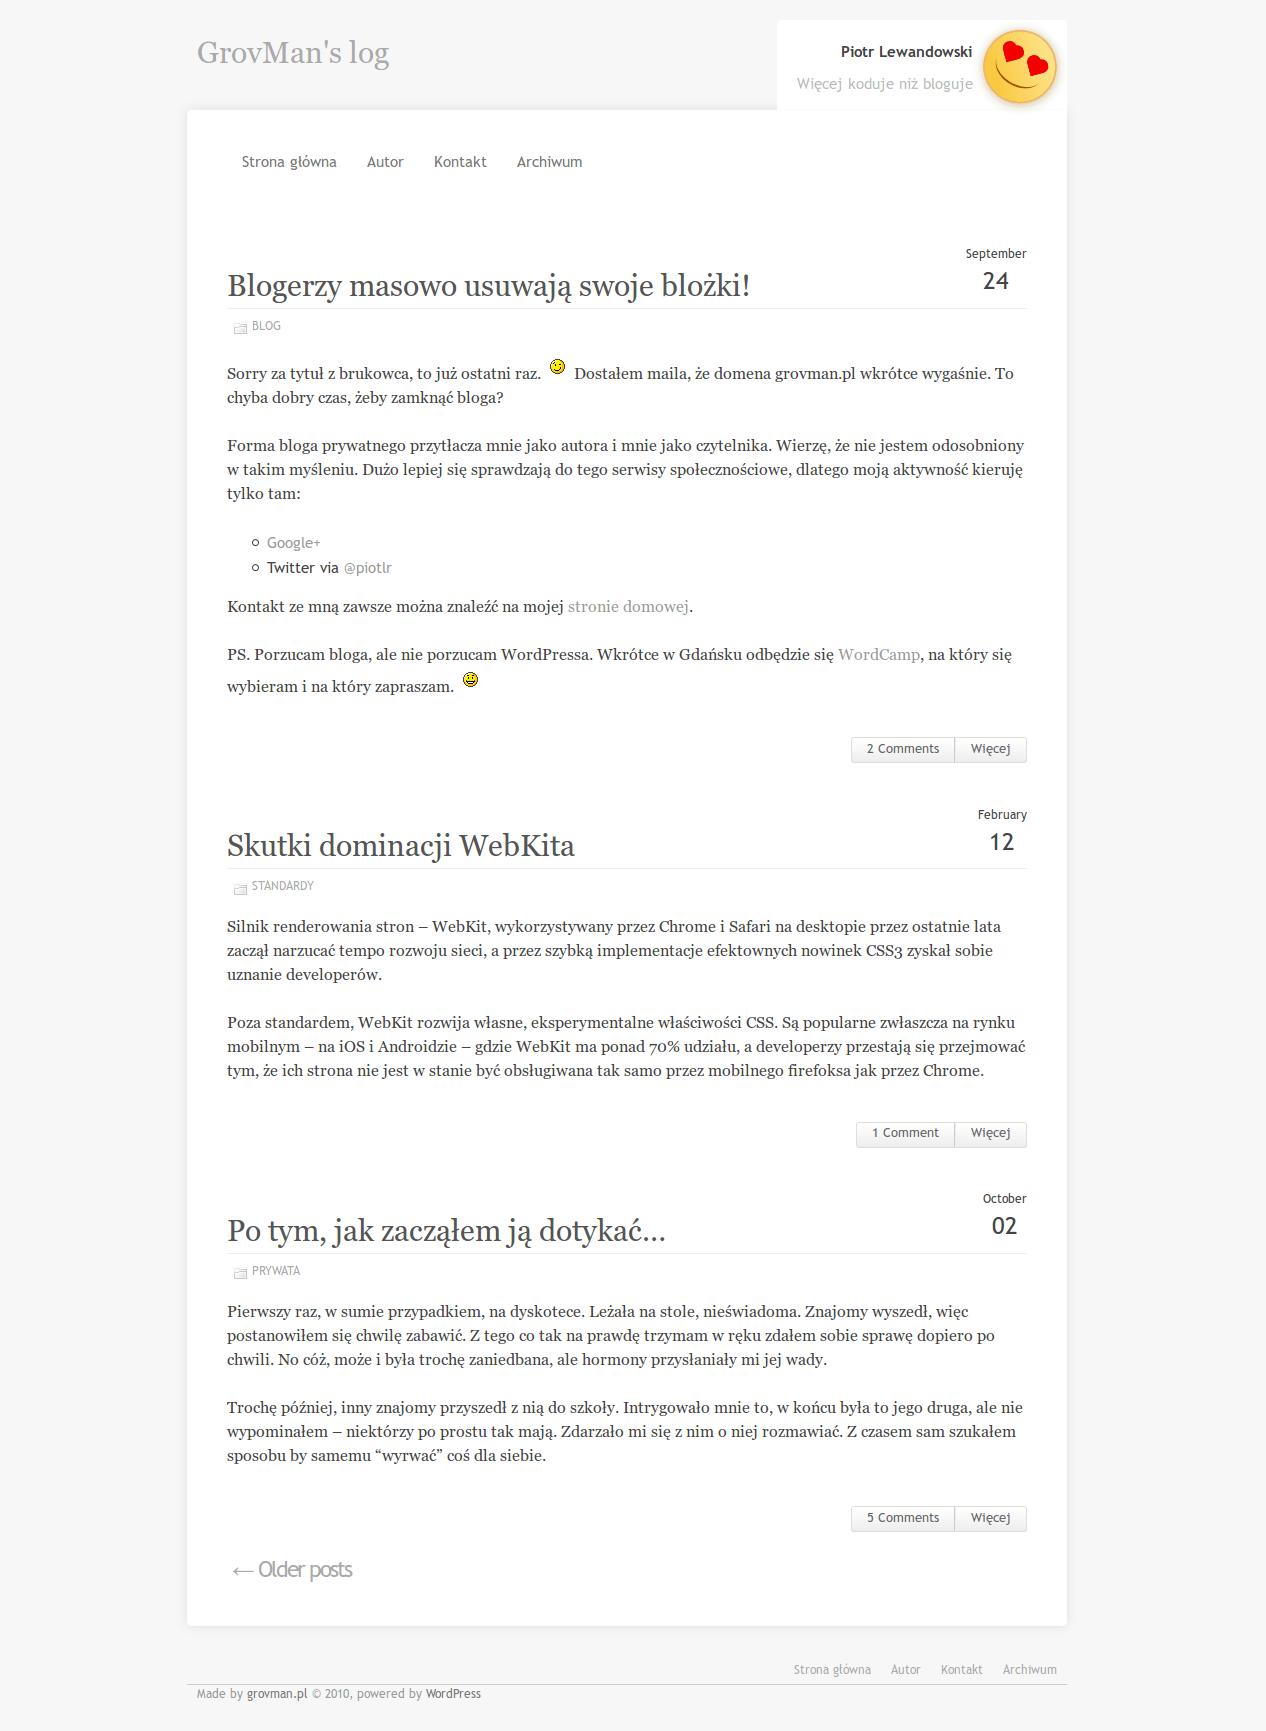 GrovMan's log
Piotr Lewandowski
Więcej koduje niż bloguje
Strona główna Autor Kontakt Archiwum
September
24
Blogerzy masowo usuwają swoje blożki!
BLOG
Sorry za tytuł z brukowca, to już ostatni raz. Dostałem maila, że domena grovman.pl wkrótce wygaśnie. To
chyba dobry czas, żeby zamknąć bloga?
Forma bloga prywatnego przytłacza mnie jako autora i mnie jako czytelnika. Wierzę, że nie jestem odosobniony
w takim myśleniu. Dużo lepiej się sprawdzają do tego serwisy społecznościowe, dlatego moją aktywność kieruję
tylko tam:
Google+
Twitter via @piotlr
Kontakt ze mną zawsze można znaleźć na mojej stronie domowej.
PS. Porzucam bloga, ale nie porzucam WordPressa. Wkrótce w Gdańsku odbędzie się WordCamp, na który się
wybieram i na który zapraszam.
2 Comments Więcej
February
12
Skutki dominacji WebKita
STANDARDY
Silnik renderowania stron – WebKit, wykorzystywany przez Chrome i Safari na desktopie przez ostatnie lata
zaczął narzucać tempo rozwoju sieci, a przez szybką implementacje efektownych nowinek CSS3 zyskał sobie
uznanie developerów.
Poza standardem, WebKit rozwija własne, eksperymentalne właściwości CSS. Są popularne zwłaszcza na rynku
mobilnym – na iOS i Androidzie – gdzie WebKit ma ponad 70% udziału, a developerzy przestają się przejmować
tym, że ich strona nie jest w stanie być obsługiwana tak samo przez mobilnego firefoksa jak przez Chrome.
1 Comment Więcej
October
02
Po tym, jak zacząłem ją dotykać...
PRYWATA
Pierwszy raz, w sumie przypadkiem, na dyskotece. Leżała na stole, nieświadoma. Znajomy wyszedł, więc
postanowiłem się chwilę zabawić. Z tego co tak na prawdę trzymam w ręku zdałem sobie sprawę dopiero po
chwili. No cóż, może i była trochę zaniedbana, ale hormony przysłaniały mi jej wady.
Trochę później, inny znajomy przyszedł z nią do szkoły. Intrygowało mnie to, w końcu była to jego druga, ale nie
wypominałem – niektórzy po prostu tak mają. Zdarzało mi się z nim o niej rozmawiać. Z czasem sam szukałem
sposobu by samemu “wyrwać” coś dla siebie.
5 Comments Więcej
← Older posts
Strona główna Autor Kontakt Archiwum
Made by grovman.pl © 2010, powered by WordPress